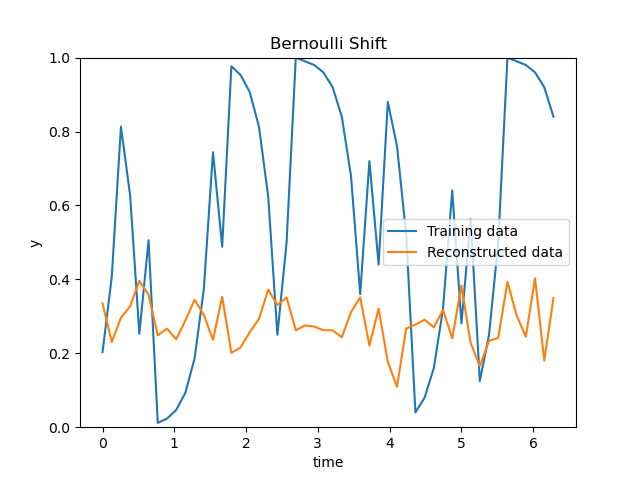 Bernoulli Shift
1.0
0.8
0.6
0.4
0.2
0.0
y
Training data
Reconstructed data
0 1 2 3 4 5 6
time